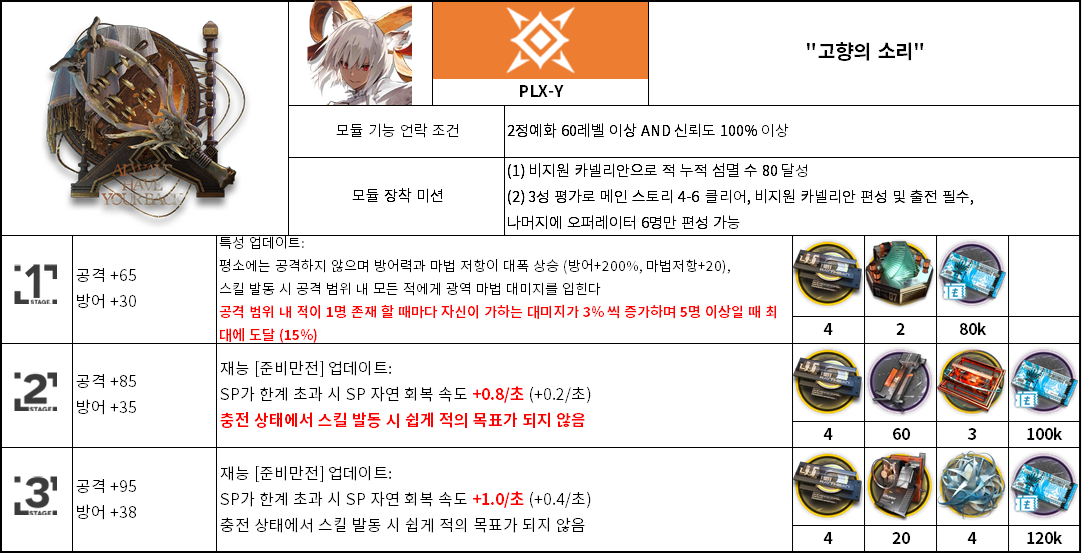 "고향의 소리"
PLX-Y
모듈 기능 언락 조건
2정예화 60레벨 이상 AND 신뢰도 100% 이상
모듈 장착 미션
(1) 비지원 카넬리안으로 적 누적 섬멸 수 80 달성
(2) 3성 평가로 메인 스토리 4-6 클리어, 비지원 카넬리안 편성 및 출전 필수,
나머지에 오퍼레이터 6명만 편성 가능
ALWAYS
HAVE
YOUR BACK
1
STAGE.
공격 +65
방어 +30
특성 업데이트:
평소에는 공격하지 않으며 방어력과 마법 저항이 대폭 상승 (방어+200%, 마법저항+20),
스킬 발동 시 공격 범위 내 모든 적에게 광역 마법 대미지를 입힌다
공격 범위 내 적이 1명 존재 할 때마다 자신이 가하는 대미지가 3% 씩 증가하며 5명 이상일 때 최
대에 도달 (15%)
4
2
80k
2
STAGE.
공격 +85
방어 +35
재능 [준비만전] 업데이트:
SP가 한계 초과 시 SP 자연 회복 속도 +0.8/초 (+0.2/초)
충전 상태에서 스킬 발동 시 쉽게 적의 목표가 되지 않음
4
60
3
100k
3
STAGE.
공격 +95
방어 +38
재능 [준비만전] 업데이트:
SP가 한계 초과 시 SP 자연 회복 속도 +1.0/초 (+0.4/초)
충전 상태에서 스킬 발동 시 쉽게 적의 목표가 되지 않음
4
20
4
120k